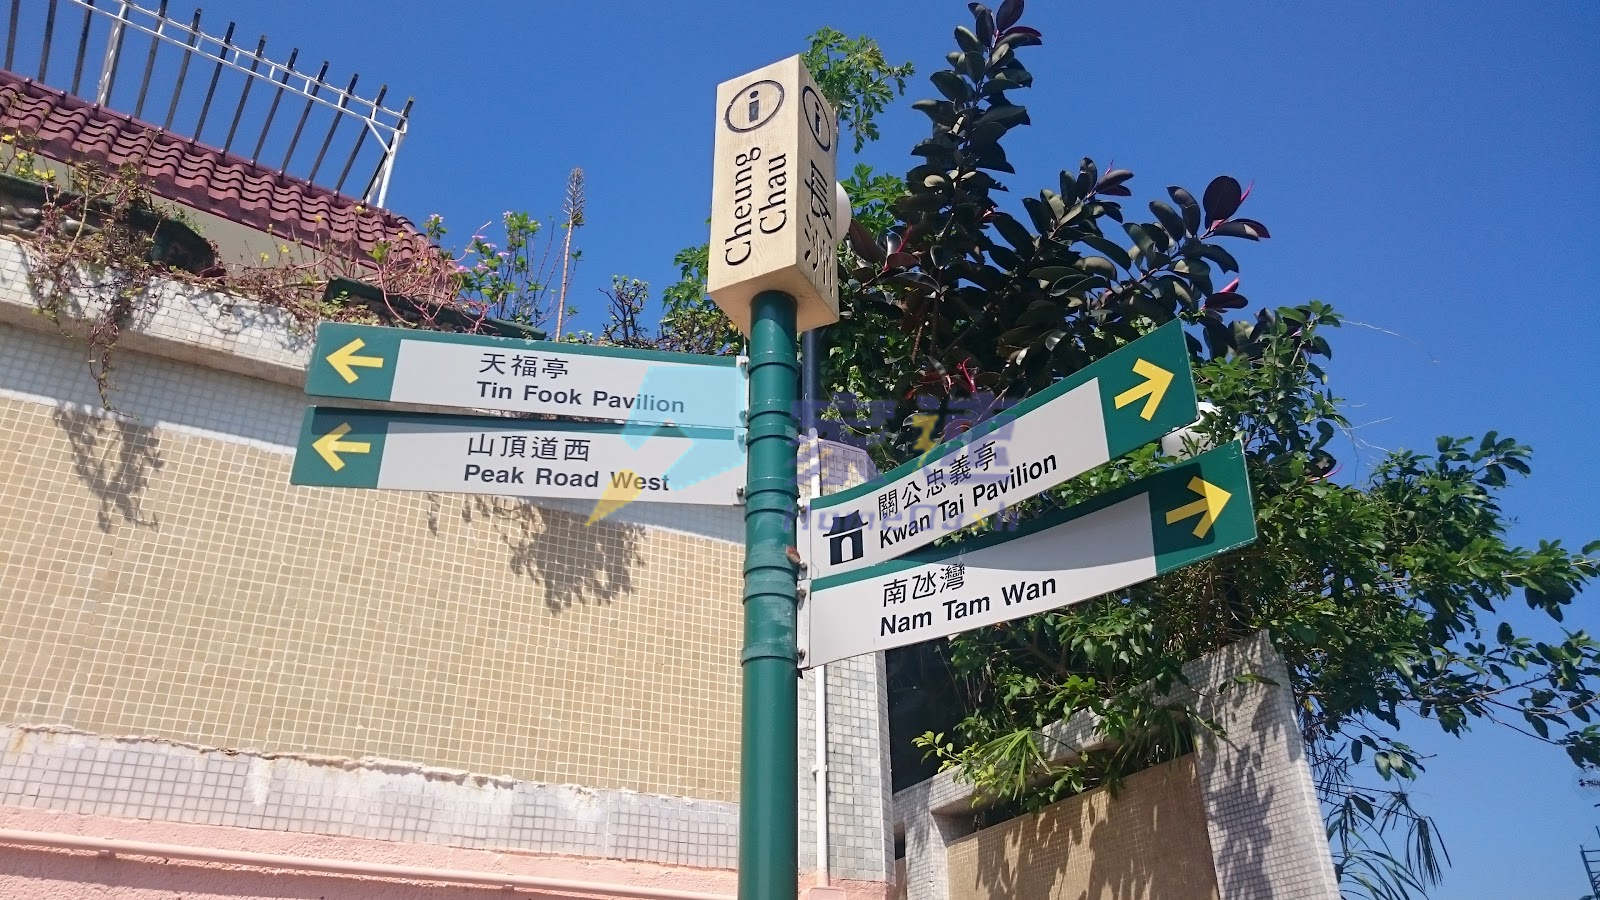 i
Cheung
Chau
i
長洲
天福亭
Tin Fook Pavilion
山頂道西
Peak Road West
關公忠義亭
Kwan Tai Pavilion
南氹灣
Nam Tam Wan